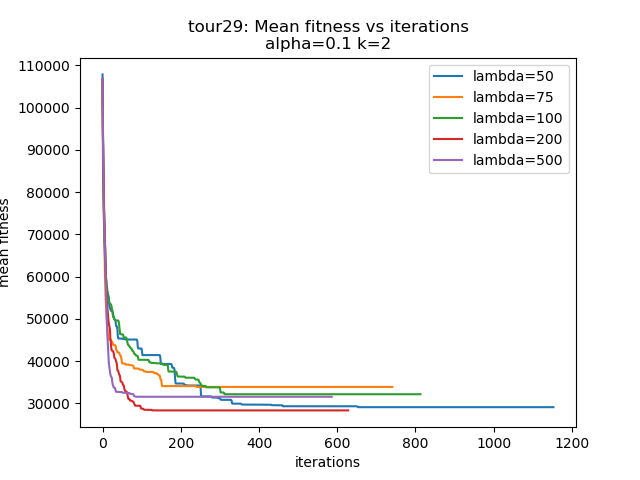 tour29: Mean fitness vs iterations
alpha=0.1 k=2
mean fitness
110000
100000
90000
80000
70000
60000
50000
40000
30000
lambda=50
lambda=75
lambda=100
lambda=200
lambda=500
0
200
400
600
800
1000
1200
iterations